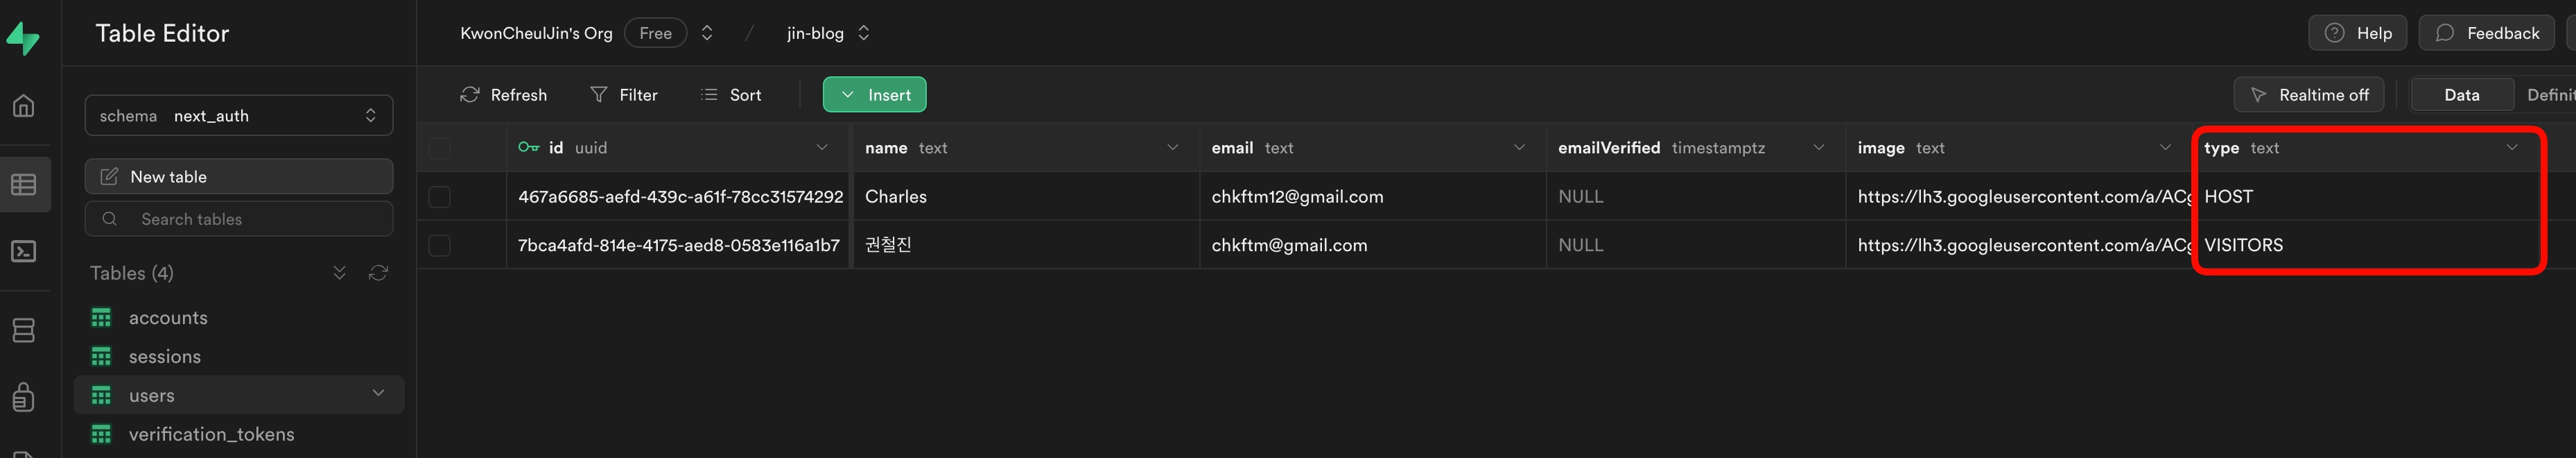 Table Editor
KwonCheulJin's Org Free / jin-blog
Help Feedback
schema next_auth
Refresh Filter Sort Insert
Realtime off Data
New table
Search tables
id uuid name text email text emailVerified timestamptz image text type text
467a6685-aefd-439c-a61f-78cc31574292 Charles chkftm12@gmail.com NULL https://lh3.googleusercontent.com/a/ACg HOST
7bca4afd-814e-4175-aed8-0583e116a1b7 권철진 chkftm@gmail.com NULL https://lh3.googleusercontent.com/a/ACg VISITORS
Tables (4)
accounts
sessions
users
verification_tokens